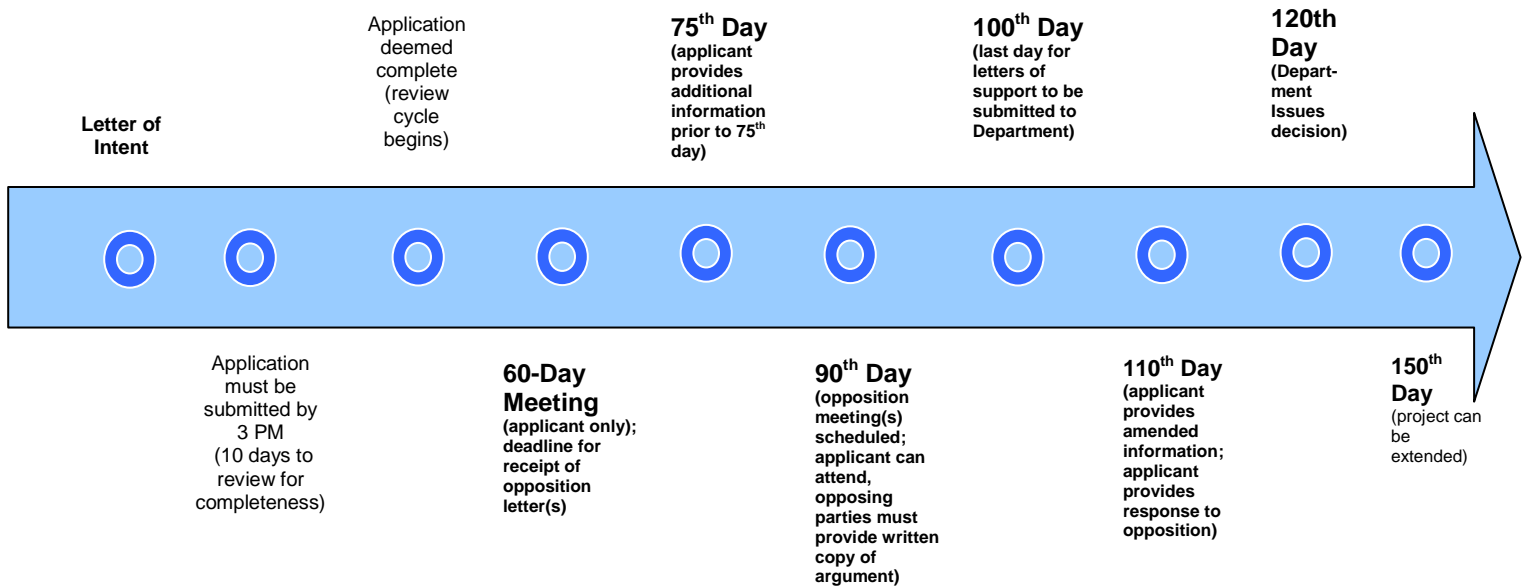 Letter of
Intent
Application
must be
submitted by
3 PM
(10 days to
review for
completeness)
Application
deemed
complete
(review
cycle
begins)
60-Day
Meeting
(applicant only);
deadline for
receipt of
opposition
letter(s)
75th Day
(applicant
provides
additional
information
prior to 75th
day)
90th Day
(opposition
meeting(s)
scheduled;
applicant can
attend,
opposing
parties must
provide written
copy of
argument)
100th Day
(last day for
letters of
support to be
submitted to
Department)
110th Day
(applicant
provides
amended
information;
applicant
provides
response to
opposition)
120th
Day
(Depart-
ment
Issues
decision)
150th
Day
(project can
be
extended)